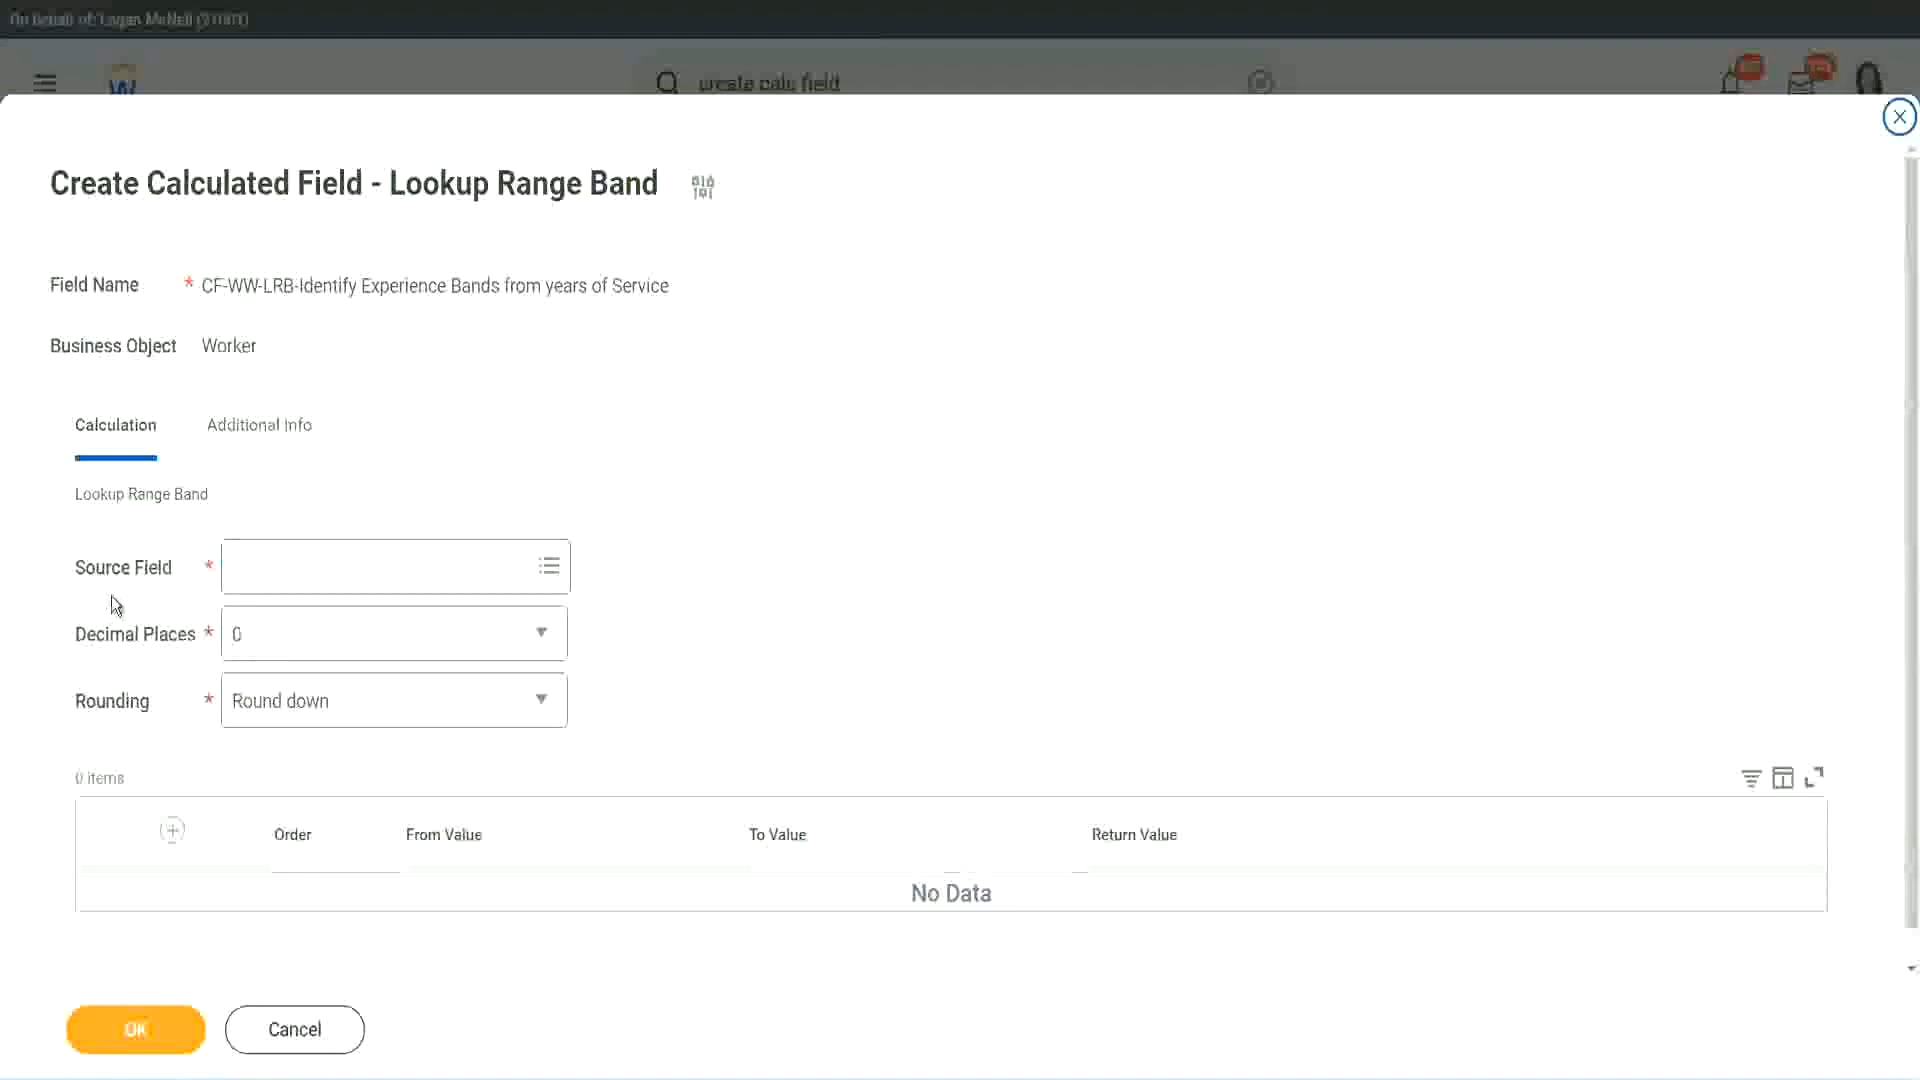 On behalf of: Logan McNeil
create calc field
Create Calculated Field - Lookup Range Band
Field Name * CF-WW-LRB-Identify Experience Bands from years of Service
Business Object Worker
Calculation Additional Info
Lookup Range Band
Source Field *
Decimal Places * 0
Rounding * Round down
0 items
Order From Value To Value Return Value
No Data
OK Cancel